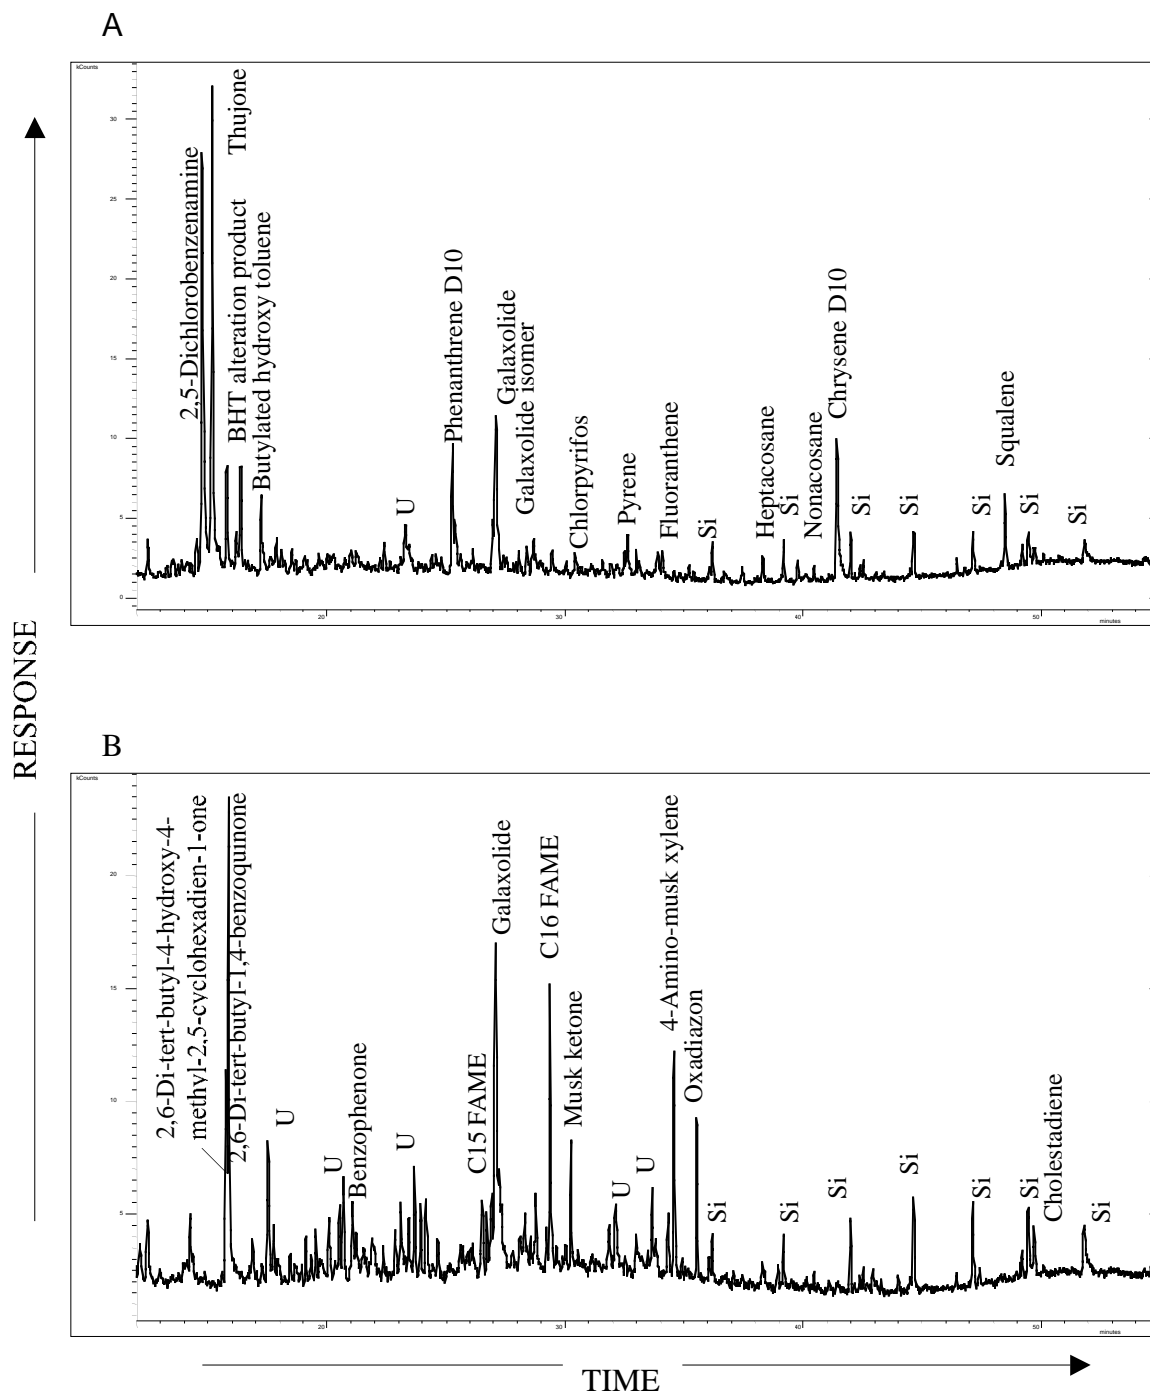 A
kCounts
30
25
20
15
10
5
0
2,5-Dichlorobenzenamine
Thujone
BHT alteration product
Butylated hydroxy toluene
U
Phenanthrene D10
Galaxolide
Galaxolide isomer
Chlorpyrifos
Pyrene
Fluoranthene
Si
Heptacosane
Si
Nonacosane
Chrysene D10
Si
Si
Si
Squalene
Si
Si
20
30
40
50
minutes
RESPONSE
B
kCounts
20
15
10
5
2,6-Di-tert-butyl-4-hydroxy-4-
methyl-2,5-cyclohexadien-1-one
2,6-Di-tert-butyl-1,4-benzoquinone
U
U
Benzophenone
U
C15 FAME
Galaxolide
C16 FAME
Musk ketone
U
U
4-Amino-musk xylene
Oxadiazon
Si
Si
Si
Si
Si
Si
Cholestadiene
Si
20
30
40
50
minutes
TIME